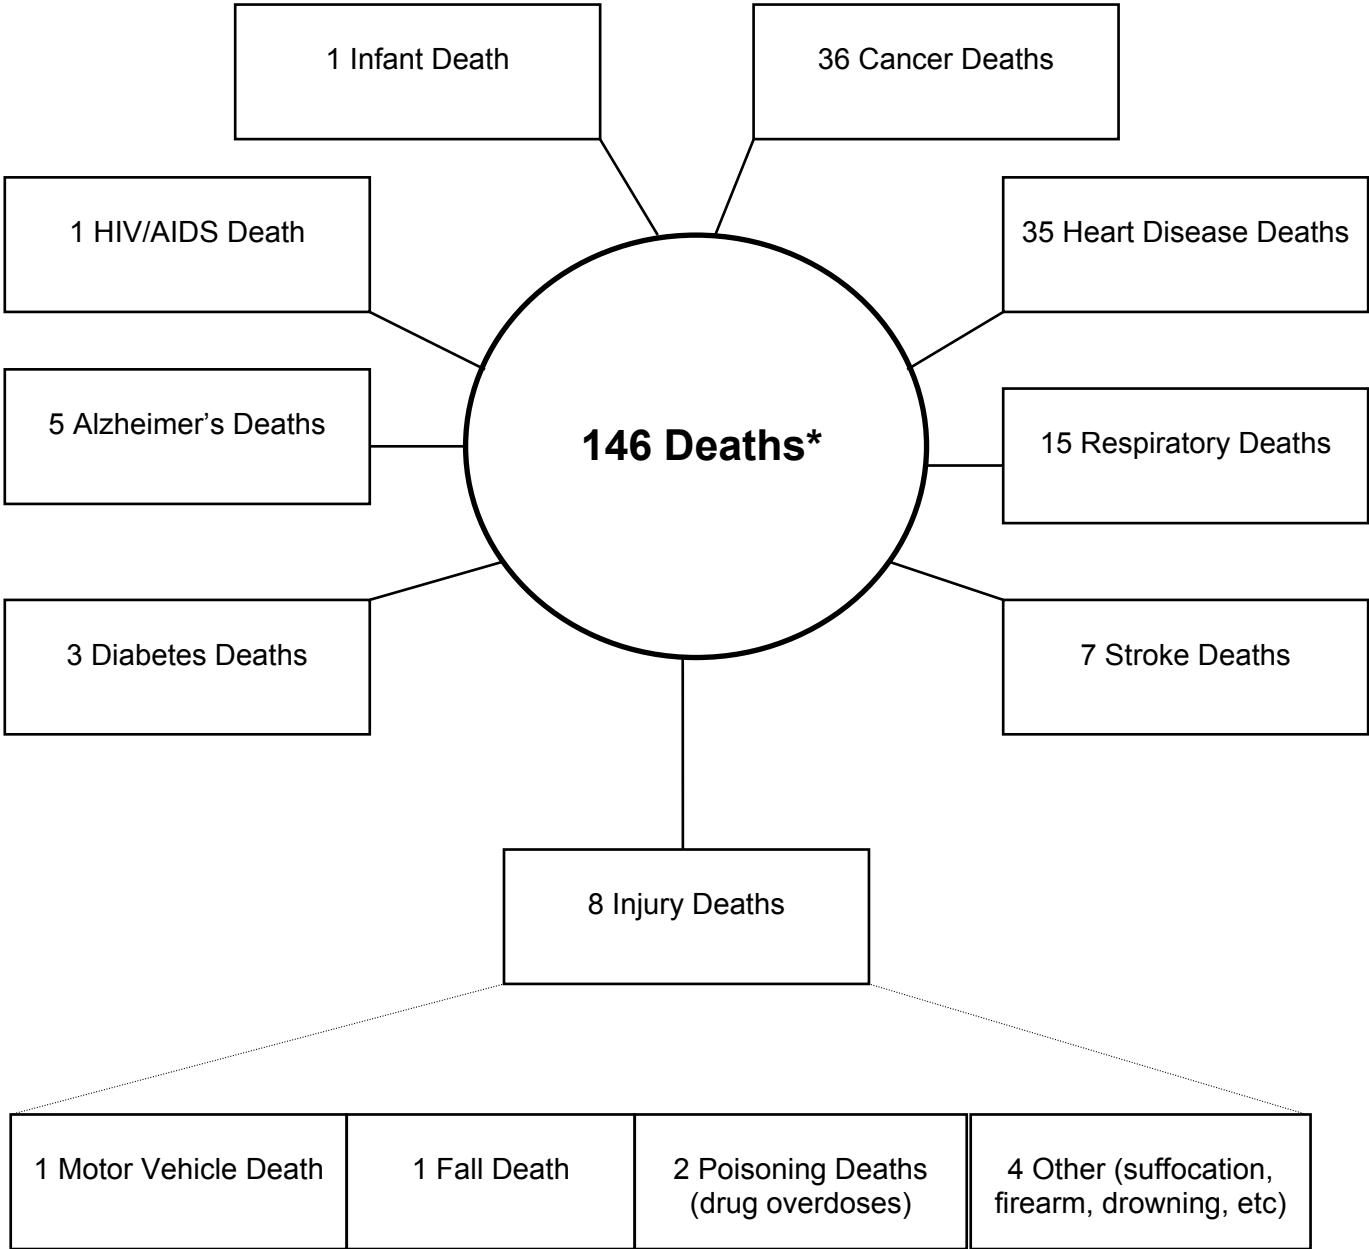 1 Infant Death
36 Cancer Deaths
1 HIV/AIDS Death
35 Heart Disease Deaths
5 Alzheimer’s Deaths
146 Deaths*
15 Respiratory Deaths
3 Diabetes Deaths
7 Stroke Deaths
8 Injury Deaths
1 Motor Vehicle Death
1 Fall Death
2 Poisoning Deaths
(drug overdoses)
4 Other (suffocation,
firearm, drowning, etc)